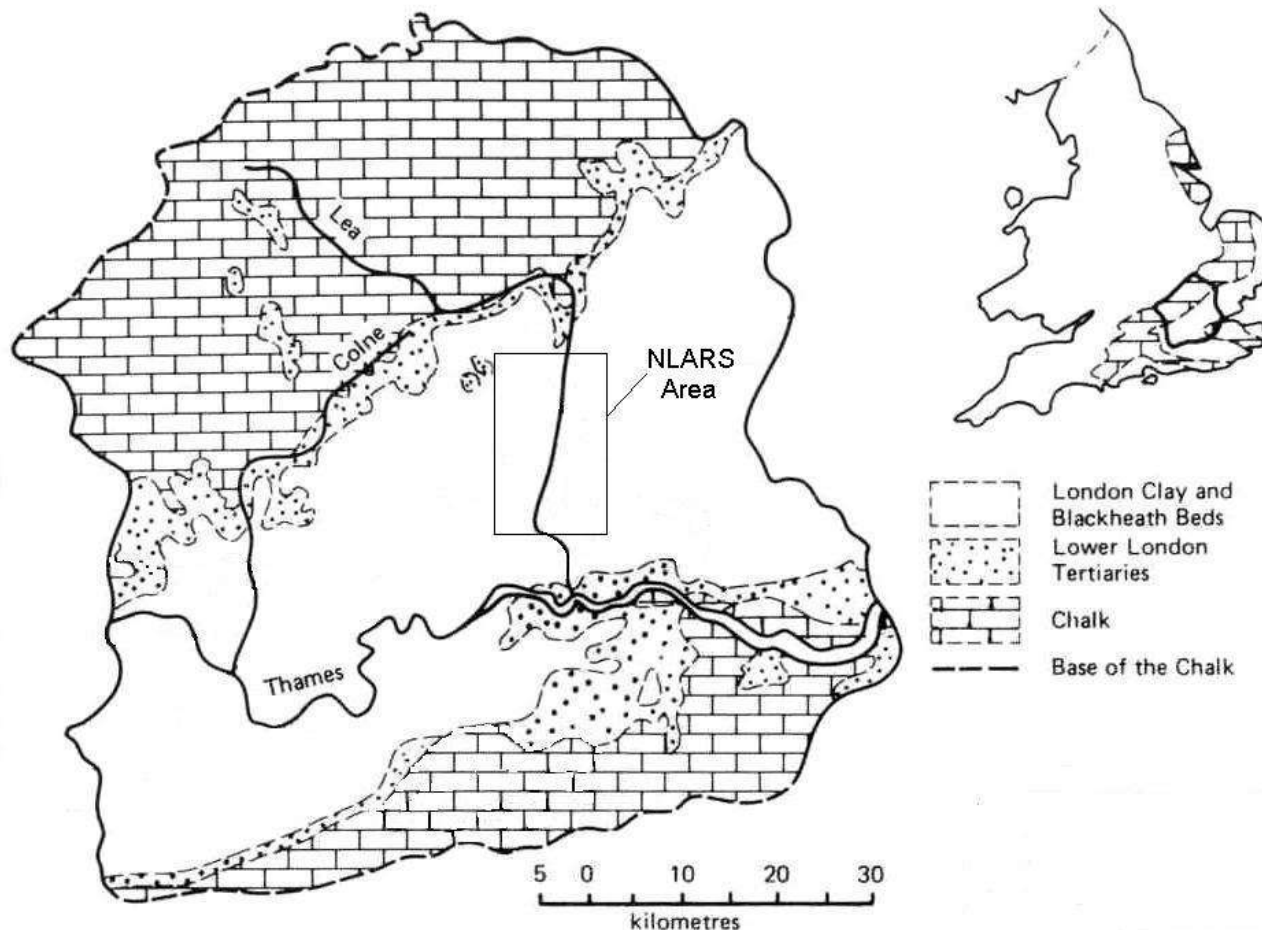 Lea
Colne
NLARS
Area
Thames
London Clay and
Blackheath Beds
Lower London
Tertiaries
Chalk
Base of the Chalk
5 0 10 20 30
kilometres